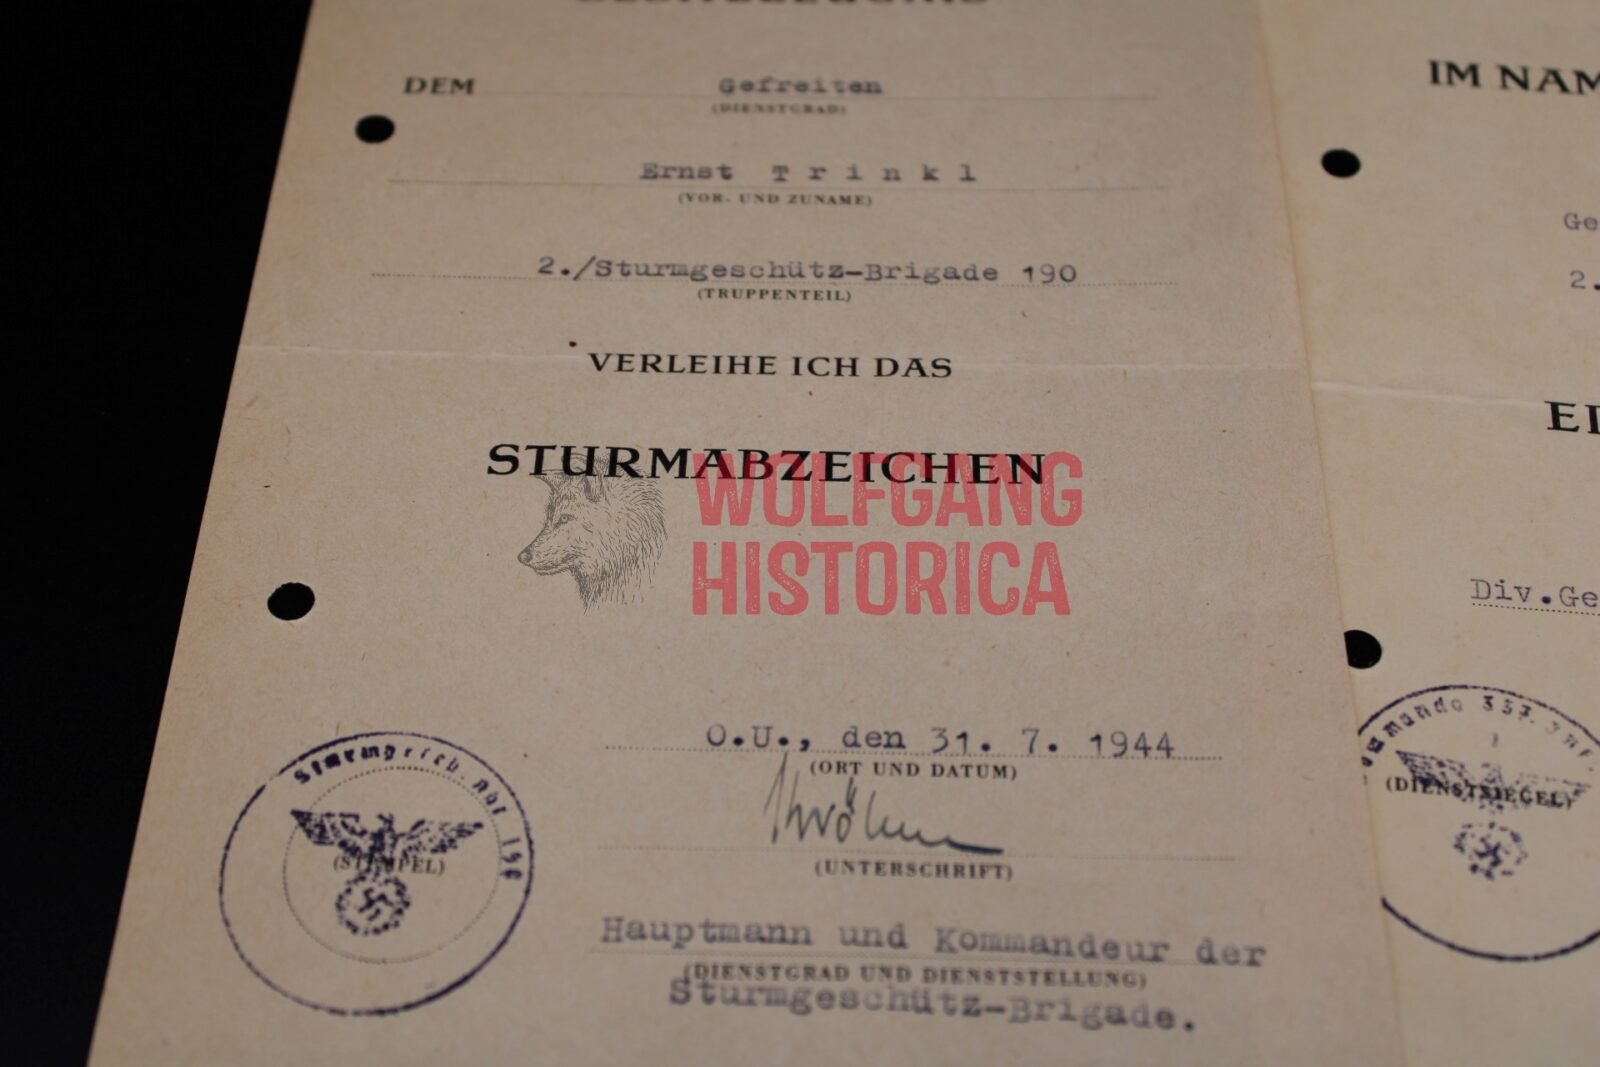 DEM Gefreiten
(DIENSTGRAD)
Ernst Trinkl
(VOR- UND ZUNAME)
2./Sturmgeschütz-Brigade 190
(TRUPPENTEIL)
VERLEIHE ICH DAS
STURMABZEICHEN
WOLFGANG
HISTORICA
O.U., den 31. 7. 1944
(ORT UND DATUM)
(UNTERSCHRIFT)
(STEMPEL)
Hauptmann und Kommandeur der
(DIENSTGRAD UND DIENSTSTELLUNG)
Sturmgeschütz-Brigade.
IM NAM
Ge
2.
EI
Div.Ge
(DIENSTSIEGEL)